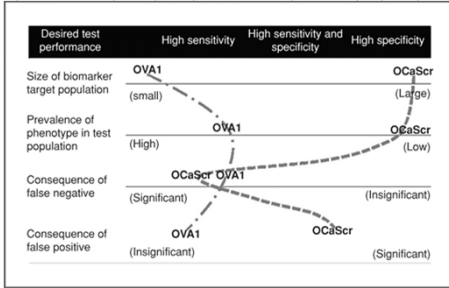 Desired test performance
High sensitivity
High sensitivity and specificity
High specificity
Size of biomarker target population
OVA1
OCaScr
(small)
(Large)
Prevalence of phenotype in test population
OVA1
OCaScr
(High)
(Low)
Consequence of false negative
OCaScr OVA1
(Significant)
(Insignificant)
Consequence of false positive
OVA1
OCaScr
(Insignificant)
(Significant)